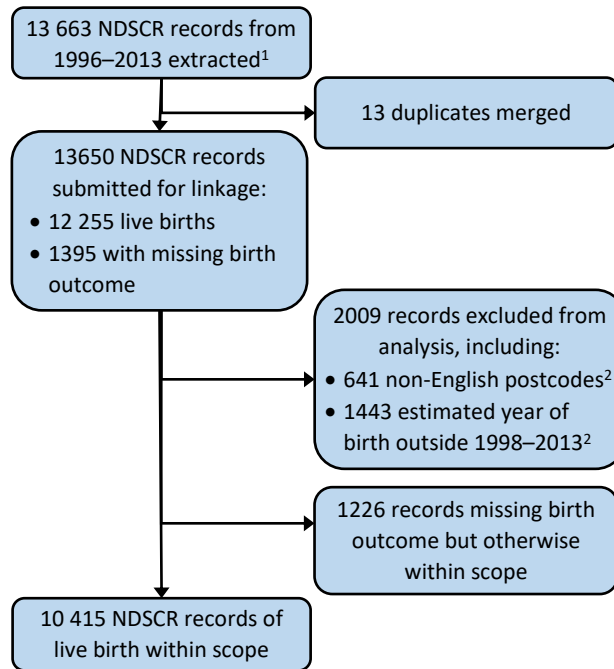 13 663 NDSCR records from
1996–2013 extracted¹
13 duplicates merged
13650 NDSCR records
submitted for linkage:
• 12 255 live births
• 1395 with missing birth
outcome
2009 records excluded from
analysis, including:
• 641 non-English postcodes²
• 1443 estimated year of
birth outside 1998–2013²
1226 records missing birth
outcome but otherwise
within scope
10 415 NDSCR records of
live birth within scope